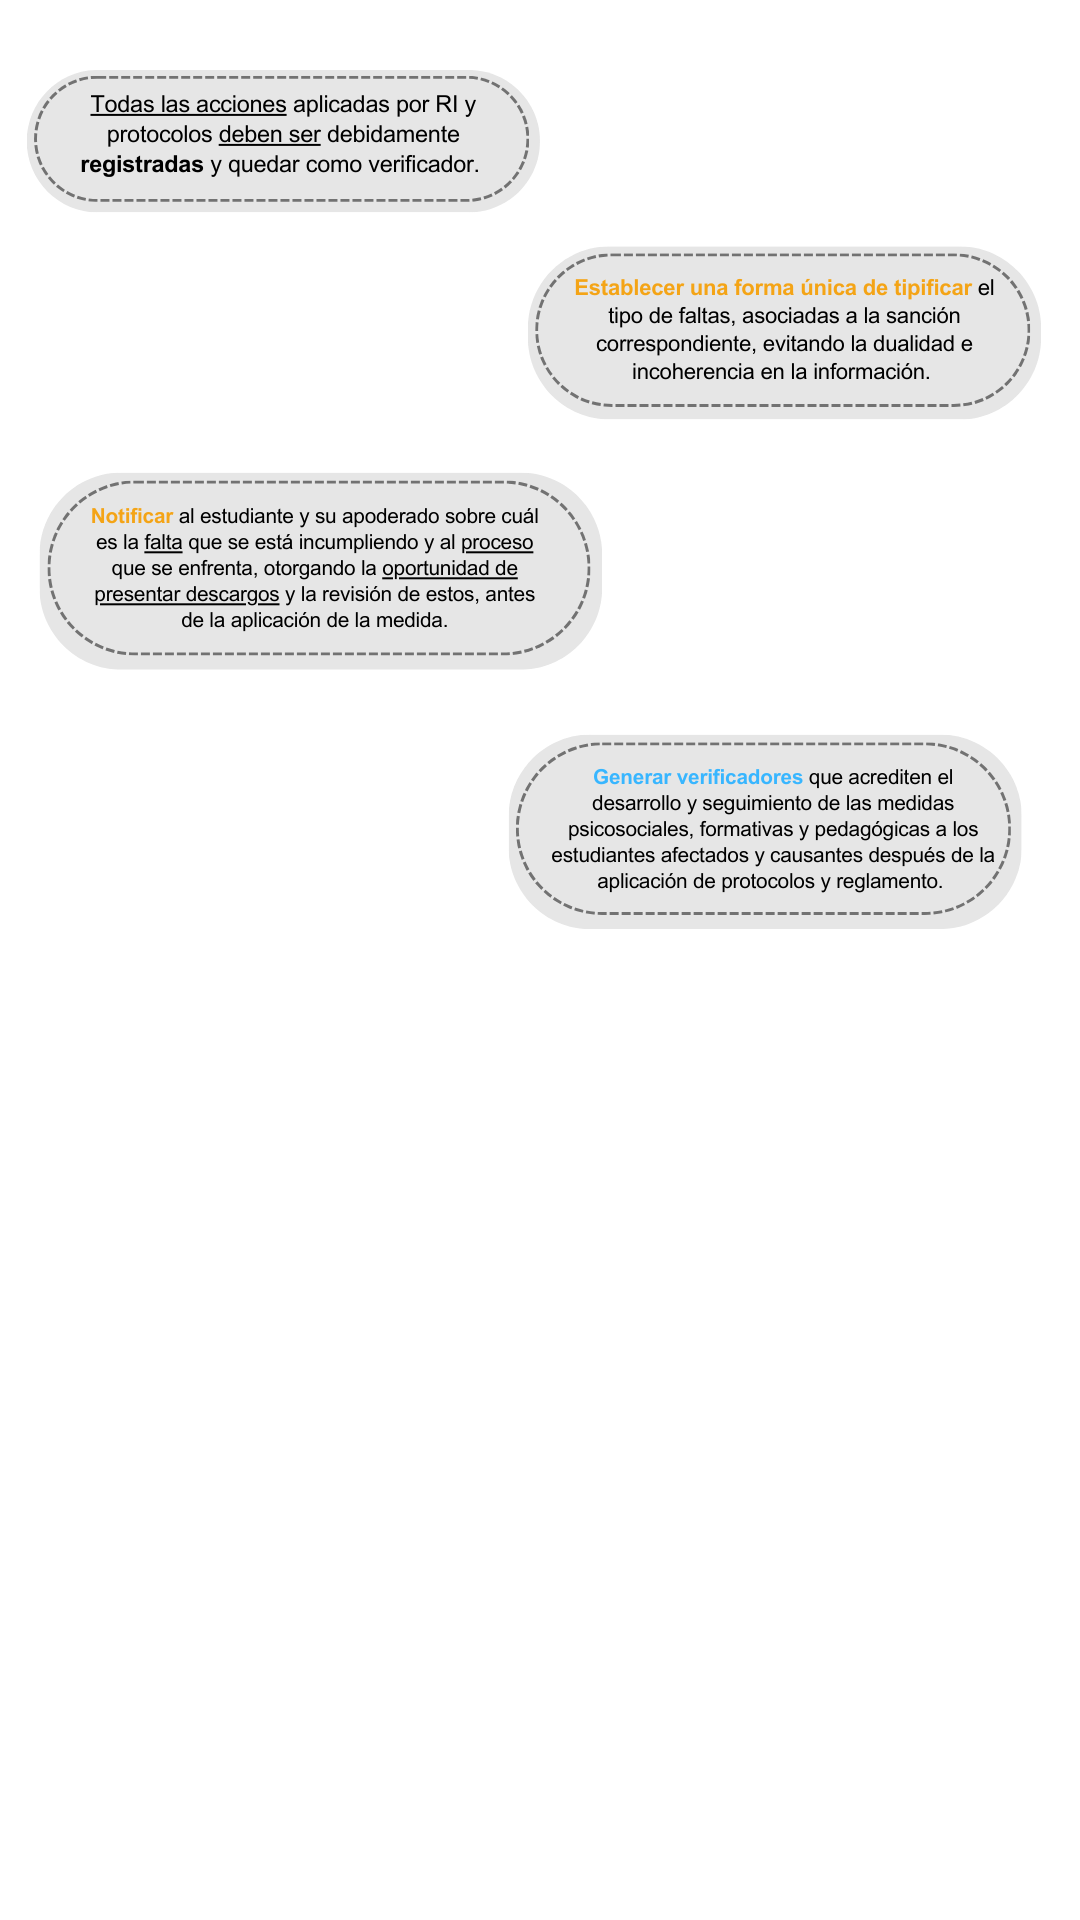 Todas las acciones aplicadas por RI y
protocolos deben ser debidamente
registradas y quedar como verificador.
Establecer una forma única de tipificar el
tipo de faltas, asociadas a la sanción
correspondiente, evitando la dualidad e
incoherencia en la información.
Notificar al estudiante y su apoderado sobre cuál
es la falta que se está incumpliendo y al proceso
que se enfrenta, otorgando la oportunidad de
presentar descargos y la revisión de estos, antes
de la aplicación de la medida.
Generar verificadores que acrediten el
desarrollo y seguimiento de las medidas
psicosociales, formativas y pedagógicas a los
estudiantes afectados y causantes después de la
aplicación de protocolos y reglamento.